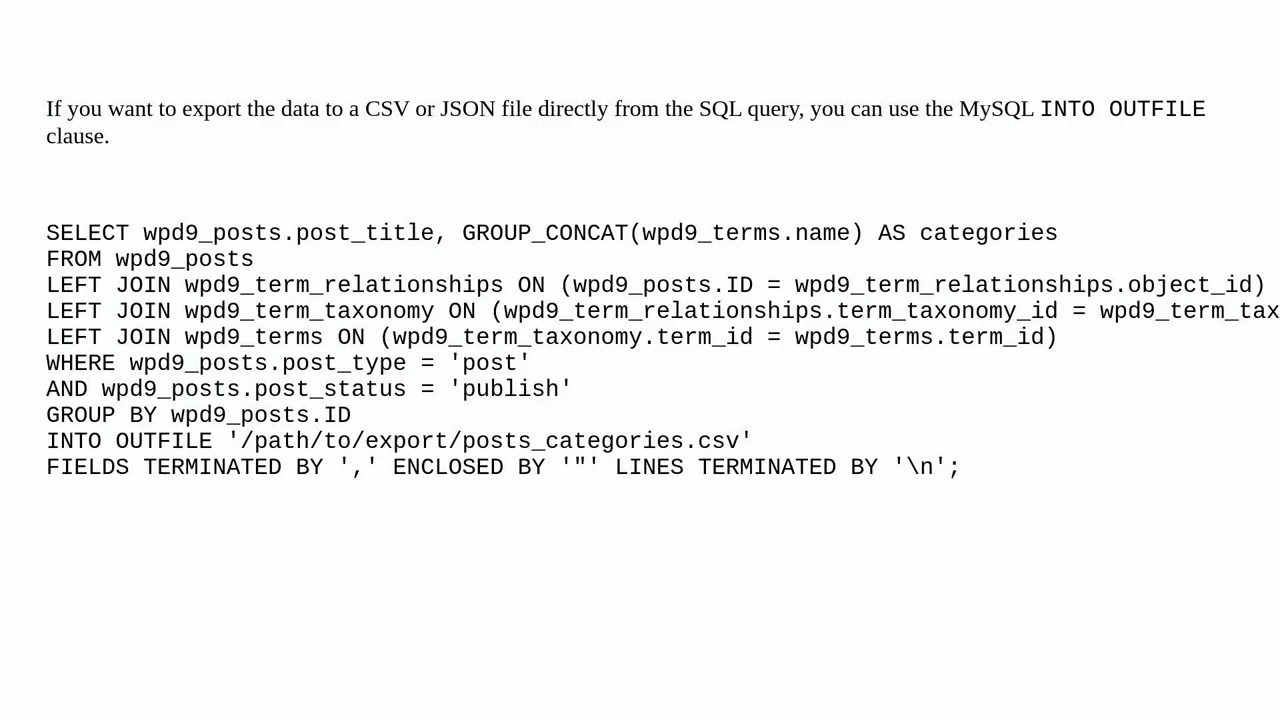 If you want to export the data to a CSV or JSON file directly from the SQL query, you can use the MySQL INTO OUTFILE
clause.
SELECT wpd9_posts.post_title, GROUP_CONCAT(wpd9_terms.name) AS categories
FROM wpd9_posts
LEFT JOIN wpd9_term_relationships ON (wpd9_posts.ID = wpd9_term_relationships.object_id)
LEFT JOIN wpd9_term_taxonomy ON (wpd9_term_relationships.term_taxonomy_id = wpd9_term_tax
LEFT JOIN wpd9_terms ON (wpd9_term_taxonomy.term_id = wpd9_terms.term_id)
WHERE wpd9_posts.post_type = 'post'
AND wpd9_posts.post_status = 'publish'
GROUP BY wpd9_posts.ID
INTO OUTFILE '/path/to/export/posts_categories.csv'
FIELDS TERMINATED BY ',' ENCLOSED BY '"' LINES TERMINATED BY '\n';